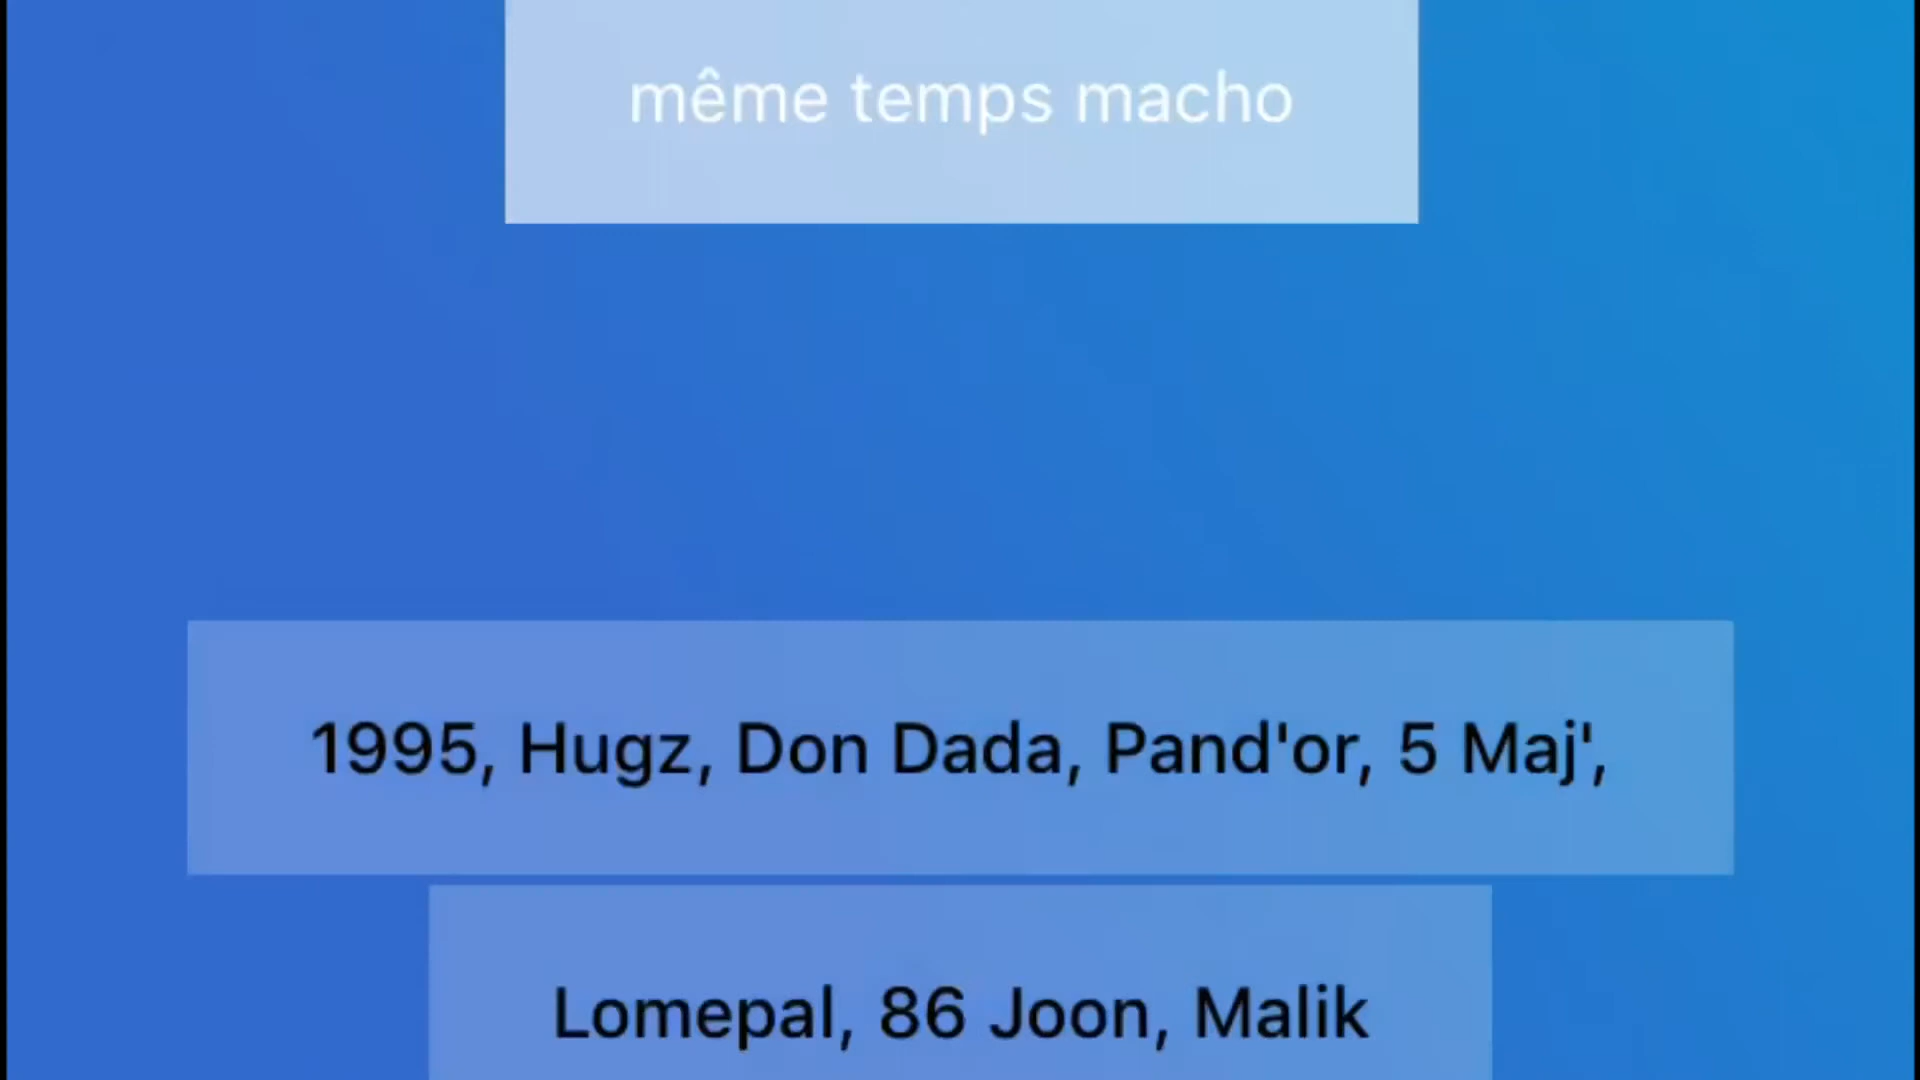 même temps macho
1995, Hugz, Don Dada, Pand'or, 5 Maj',
Lomepal, 86 Joon, Malik